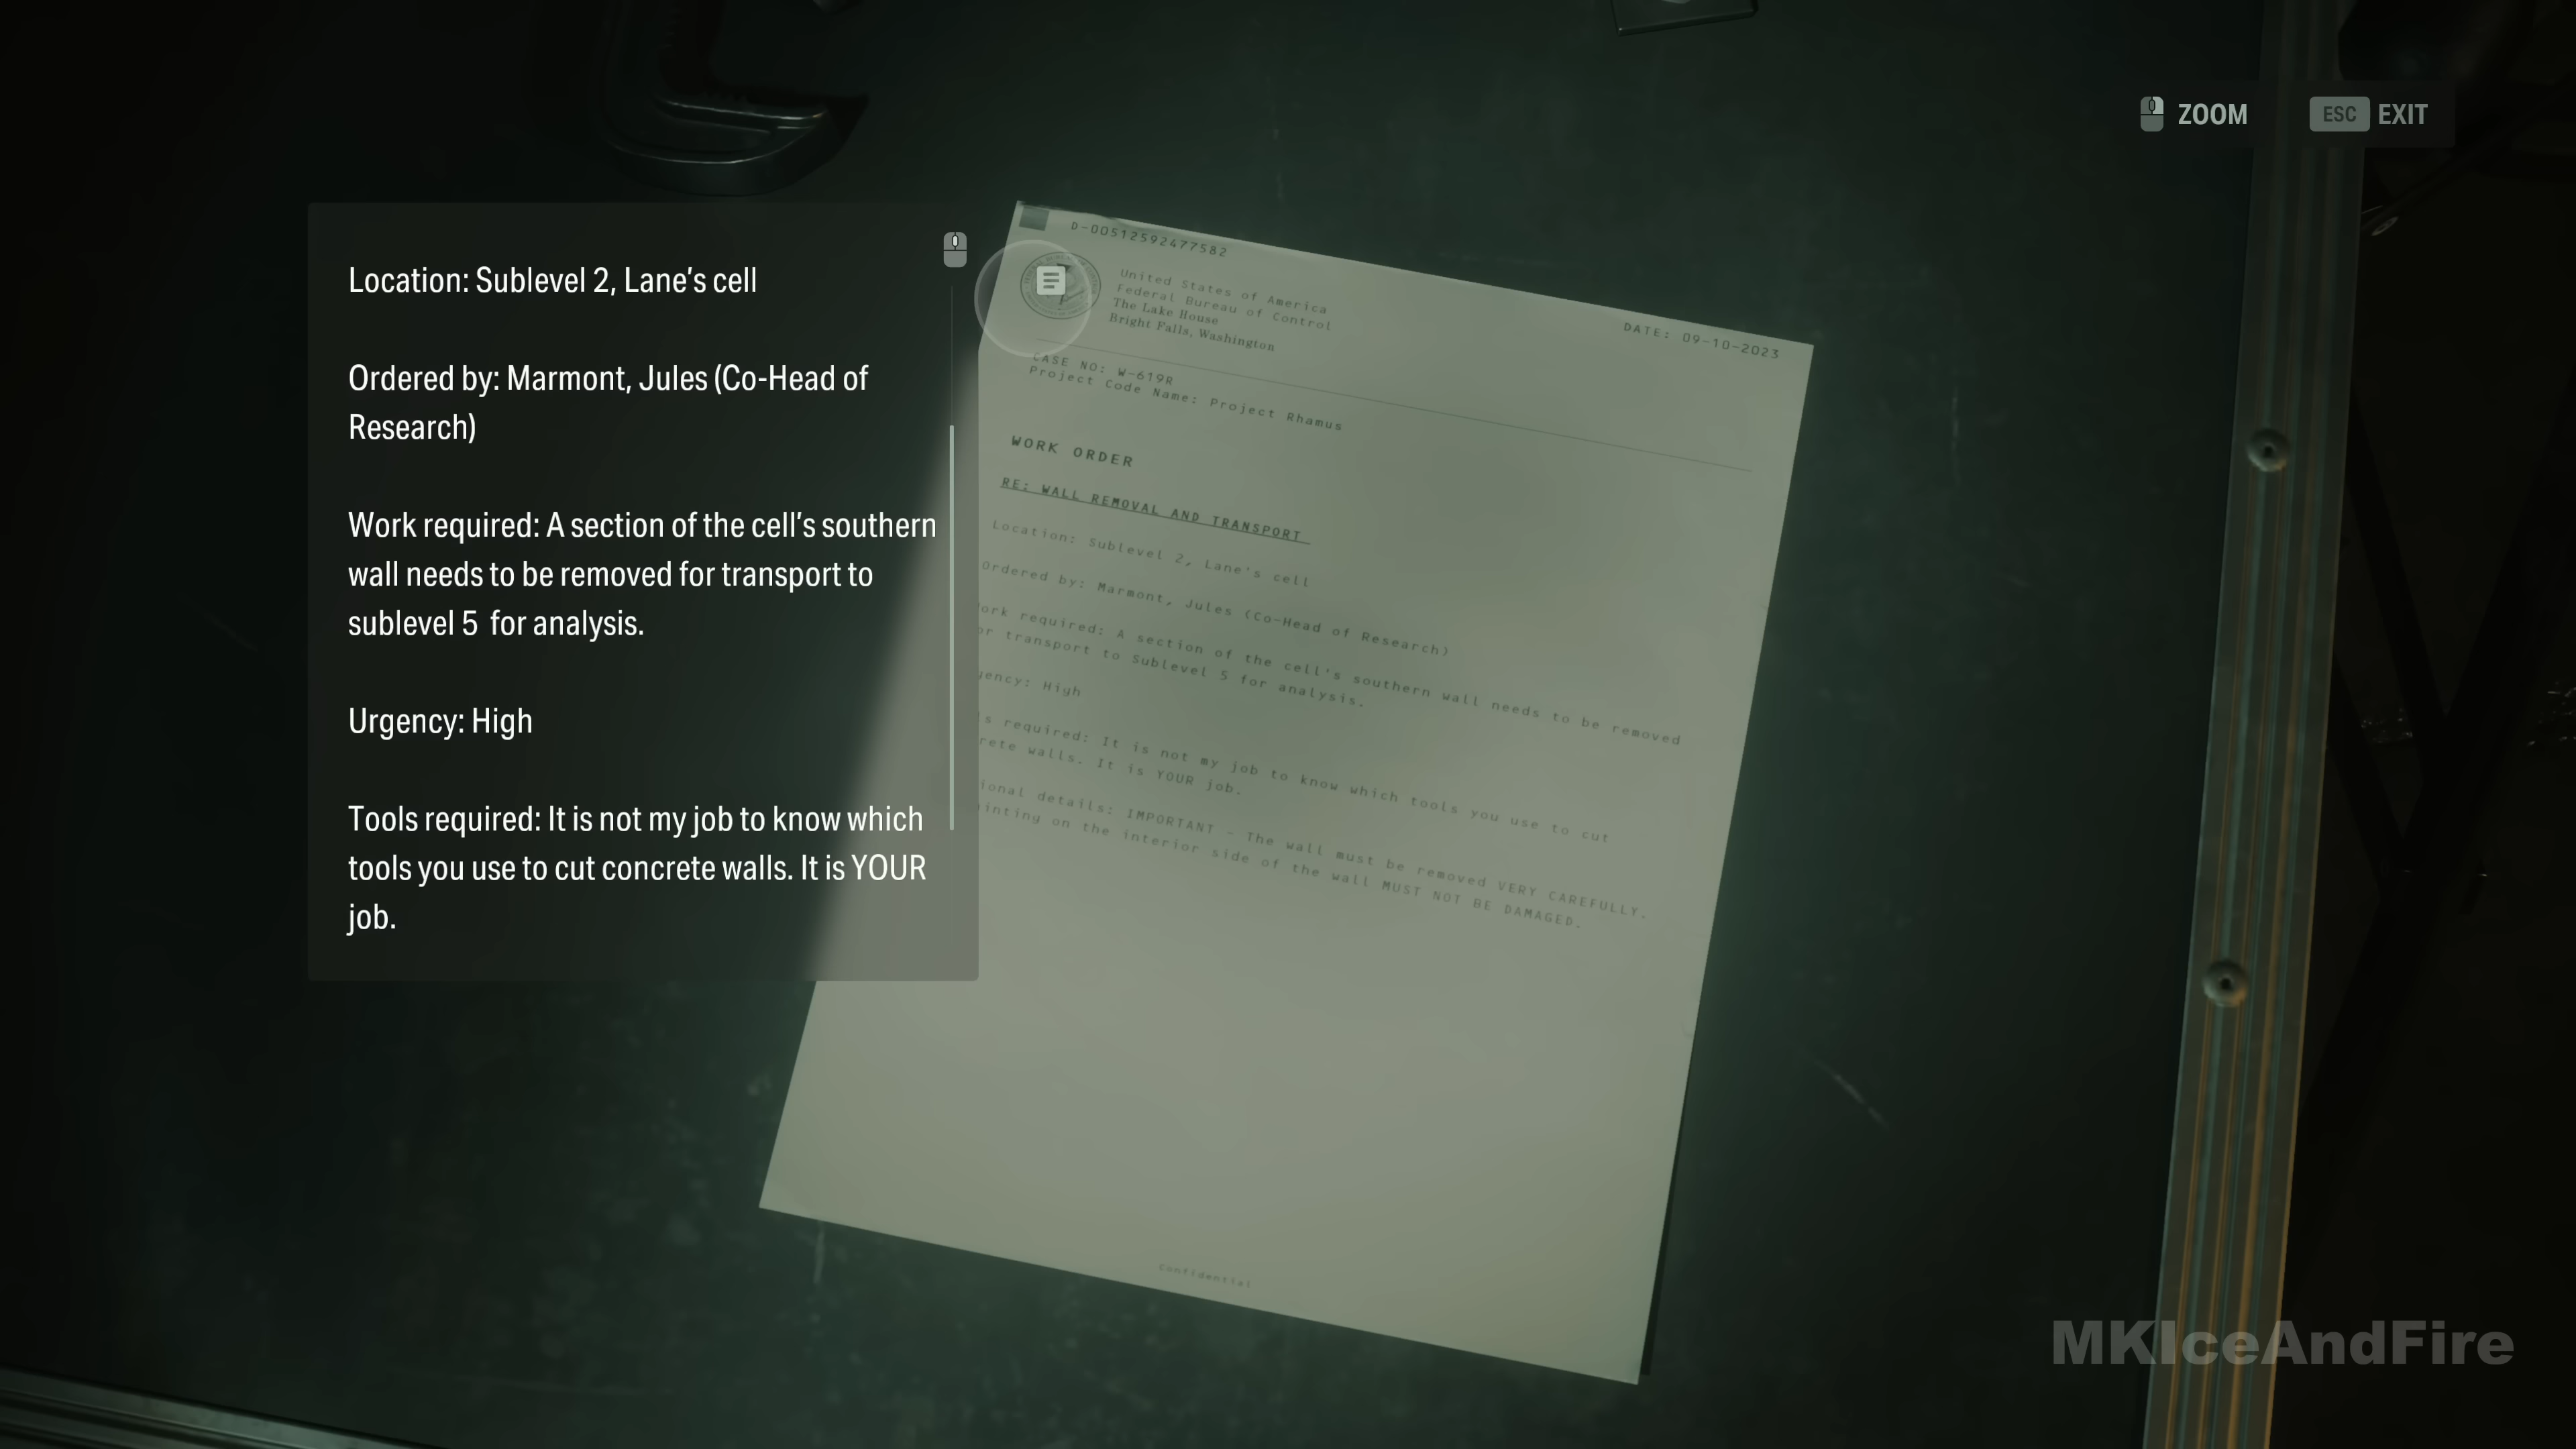 ZOOM
ESC EXIT
Location: Sublevel 2, Lane's cell
Ordered by: Marmont, Jules (Co-Head of
Research)
Work required: A section of the cell's southern
wall needs to be removed for transport to
sublevel 5  for analysis.
Urgency: High
Tools required: It is not my job to know which
tools you use to cut concrete walls. It is YOUR
job.
D-00512592477582
United States of America
Federal Bureau of Control
The Lake House
Bright Falls, Washington
DATE: 09-10-2023
CASE NO: W-619R
Project Code Name: Project Rhamus
WORK ORDER
RE: WALL REMOVAL AND TRANSPORT
Location: Sublevel 2, Lane's cell
Ordered by: Marmont, Jules (Co-Head of Research)
ork required: A section of the cell's southern wall needs to be removed
or transport to Sublevel 5 for analysis.
gency: High
ls required: It is not my job to know which tools you use to cut
rete walls. It is YOUR job.
ional details: IMPORTANT - The wall must be removed VERY CAREFULLY.
inting on the interior side of the wall MUST NOT BE DAMAGED.
Confidential
MKIceAndFire